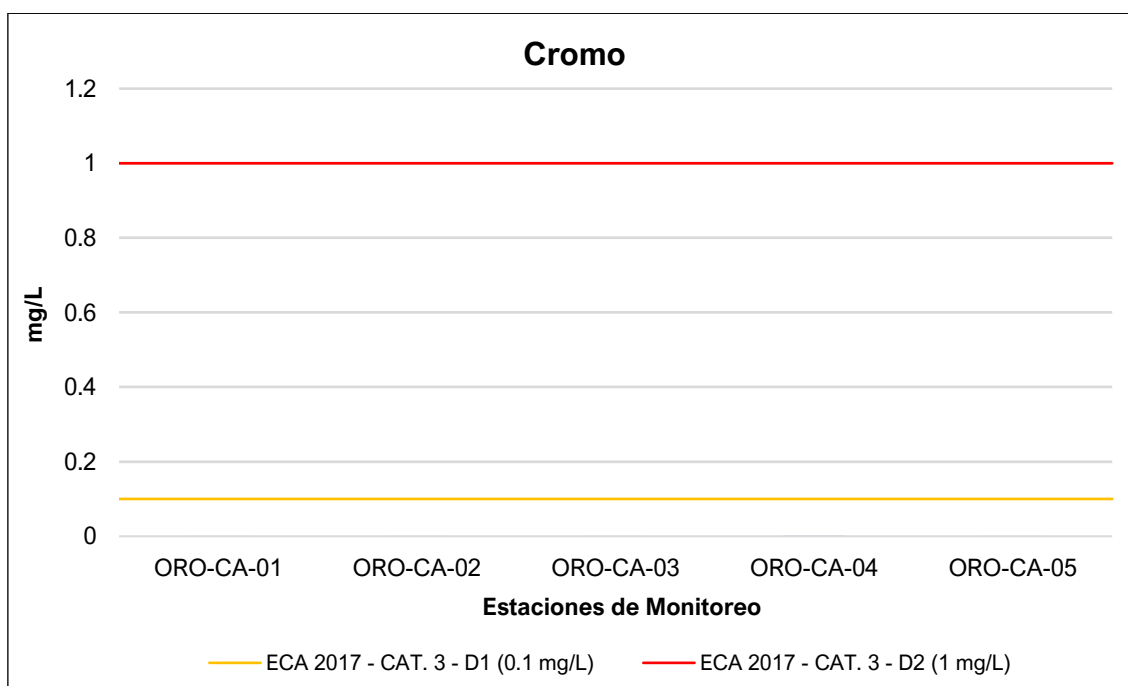 Cromo
1.2
1
0.8
0.6
0.4
0.2
0
mg/L
ORO-CA-01 ORO-CA-02 ORO-CA-03 ORO-CA-04 ORO-CA-05
Estaciones de Monitoreo
ECA 2017 - CAT. 3 - D1 (0.1 mg/L) ECA 2017 - CAT. 3 - D2 (1 mg/L)